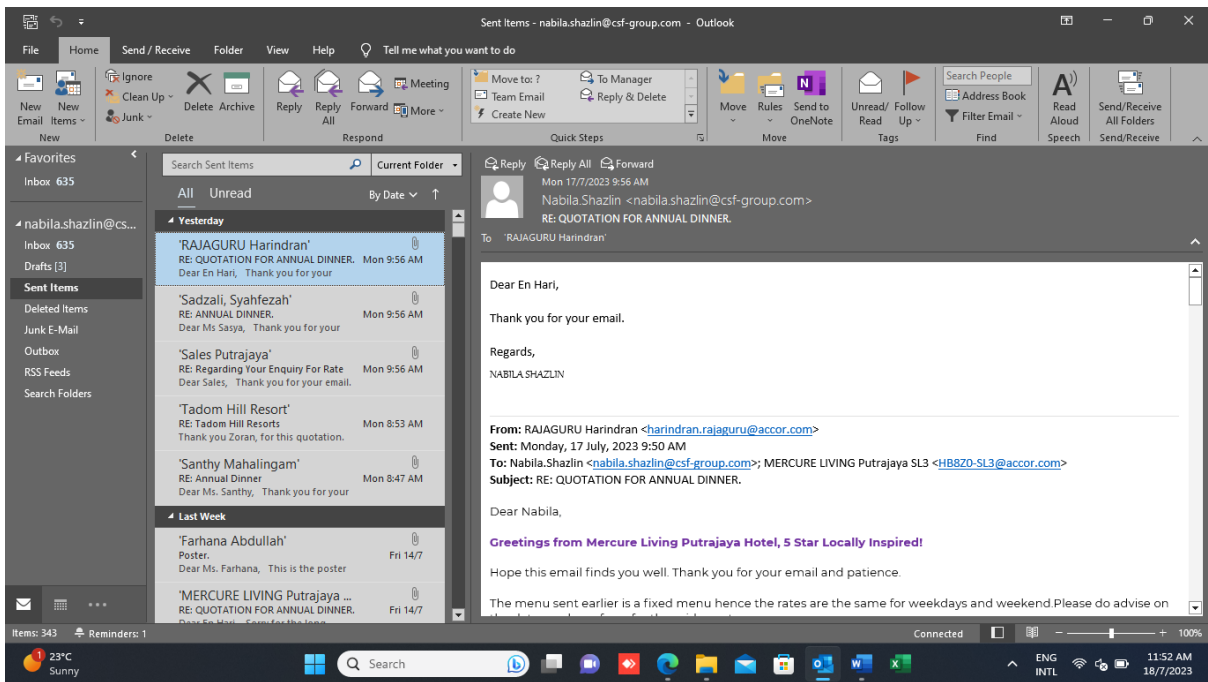 Sent Items - nabila.shazlin@csf-group.com - Outlook
File Home Send / Receive Folder View Help Tell me what you want to do
New Email
New Items
Ignore
Clean Up
Junk
Delete Archive
Reply Reply All Forward
Meeting
More
Move to: ?
Team Email
Create New
To Manager
Reply & Delete
Move Rules Send to OneNote
Unread/ Read
Follow Up
Search People
Address Book
Filter Email
Read Aloud
Send/Receive All Folders
New Delete Respond Quick Steps Move Tags Find Speech Send/Receive
Favorites
Inbox 635
nabila.shazlin@cs...
Inbox 635
Drafts [3]
Sent Items
Deleted Items
Junk E-Mail
Outbox
RSS Feeds
Search Folders
Search Sent Items Current Folder
All Unread By Date
Yesterday
'RAJAGURU Harindran'
RE: QUOTATION FOR ANNUAL DINNER. Mon 9:56 AM
Dear En Hari, Thank you for your
'Sadzali, Syahfezah'
RE: ANNUAL DINNER. Mon 9:56 AM
Dear Ms Sasya, Thank you for your
'Sales Putrajaya'
RE: Regarding Your Enquiry For Rate Mon 9:56 AM
Dear Sales, Thank you for your email.
'Tadom Hill Resort'
RE: Tadom Hill Resorts Mon 8:53 AM
Thank you Zoran, for this quotation.
'Santhy Mahalingam'
RE: Annual Dinner Mon 8:47 AM
Dear Ms. Santhy, Thank you for your
Last Week
'Farhana Abdullah'
Poster. Fri 14/7
Dear Ms. Farhana, This is the poster
'MERCURE LIVING Putrajaya ...
RE: QUOTATION FOR ANNUAL DINNER. Fri 14/7
Reply Reply All Forward
Mon 17/7/2023 9:56 AM
Nabila.Shazlin <nabila.shazlin@csf-group.com>
RE: QUOTATION FOR ANNUAL DINNER.
To 'RAJAGURU Harindran'
Dear En Hari,
Thank you for your email.
Regards,
NABILA SHAZLIN
From: RAJAGURU Harindran <harindran.rajaguru@accor.com>
Sent: Monday, 17 July, 2023 9:50 AM
To: Nabila.Shazlin <nabila.shazlin@csf-group.com>; MERCURE LIVING Putrajaya SL3 <HB8Z0-SL3@accor.com>
Subject: RE: QUOTATION FOR ANNUAL DINNER.
Dear Nabila,
Greetings from Mercure Living Putrajaya Hotel, 5 Star Locally Inspired!
Hope this email finds you well. Thank you for your email and patience.
The menu sent earlier is a fixed menu hence the rates are the same for weekdays and weekend.Please do advise on
Items: 343 Reminders: 1 Connected 100%
1
23°C
Sunny
Search
ENG
INTL
11:52 AM
18/7/2023